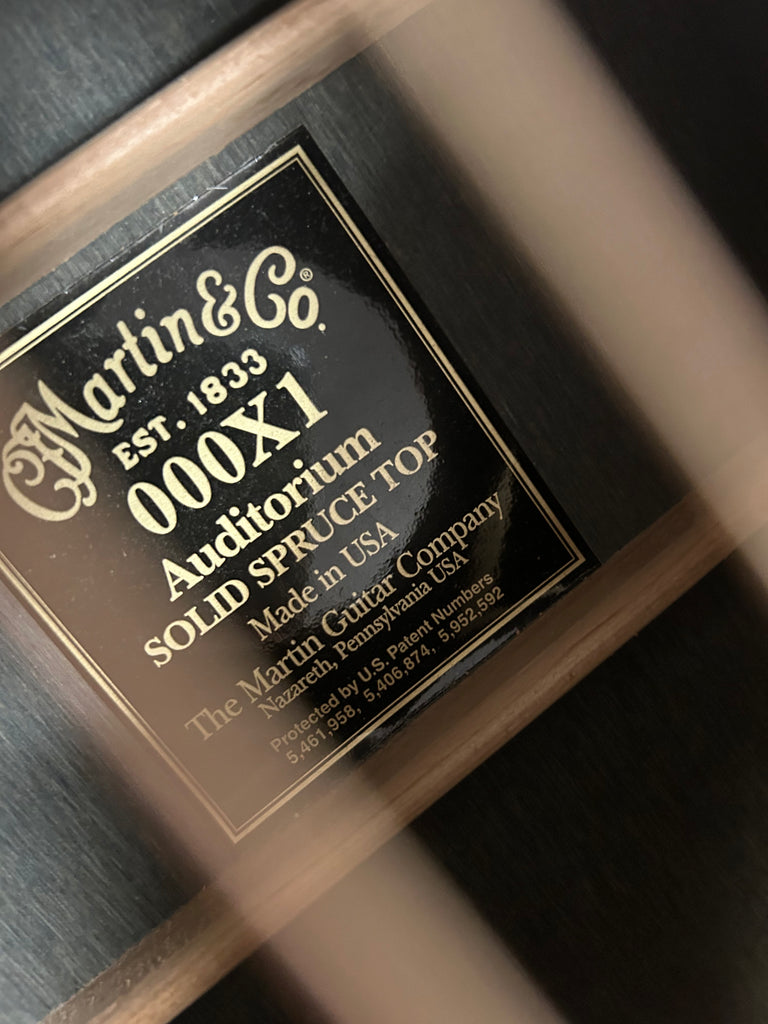 CFMartin & Co.®
EST. 1833
000X1
Auditorium
SOLID SPRUCE TOP
Made in USA
The Martin Guitar Company
Nazareth, Pennsylvania USA
Protected by U.S. Patent Numbers
5,461,958, 5,406,874, 5,952,592